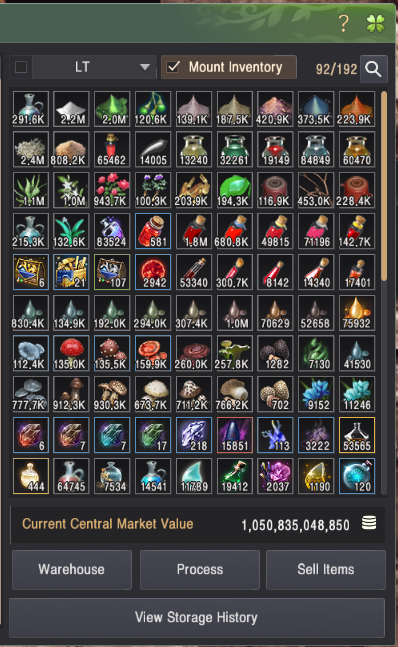 ?
LT Mount Inventory 92/192
291,6K 2,2M 2,0M 120,6K 139,1K 187,5K 420,9K 373,5K 223,9K
2,4M 808,2K 65462 14005 13240 32261 19149 84849 60470
1,1M 1,0M 943,7K 100,3K 203,9K 194,3K 116,9K 453,0K 228,4K
215,3K 132,6K 83524 581 1,8M 680,8K 49815 71196 142,7K
6 21 107 2942 53340 300,7K 8142 14340 17401
830,4K 134,9K 192,0K 294,0K 307,4K 1,0M 70629 52658 75932
112,4K 135,0K 135,5K 159,9K 260,0K 257,8K 1282 7130 41530
777,7K 912,3K 930,3K 673,7K 711,2K 766,2K 702 9152 11246
6 7 7 17 218 15851 113 3222 53565
444 64745 7534 14541 11789 19412 2037 1190 120
Current Central Market Value 1,050,835,048,850
Warehouse Process Sell Items
View Storage History